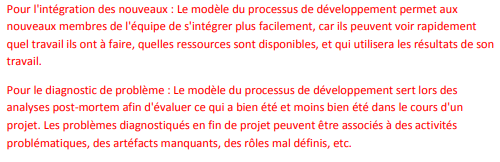 Pour l'intégration des nouveaux : Le modèle du processus de développement permet aux
nouveaux membres de l'équipe de s'intégrer plus facilement, car ils peuvent voir rapidement
quel travail ils ont à faire, quelles ressources sont disponibles, et qui utilisera les résultats de son
travail.
Pour le diagnostic de problème : Le modèle du processus de développement sert lors des
analyses post-mortem afin d'évaluer ce qui a bien été et moins bien été dans le cours d'un
projet. Les problèmes diagnostiqués en fin de projet peuvent être associés à des activités
problématiques, des artéfacts manquants, des rôles mal définis, etc.